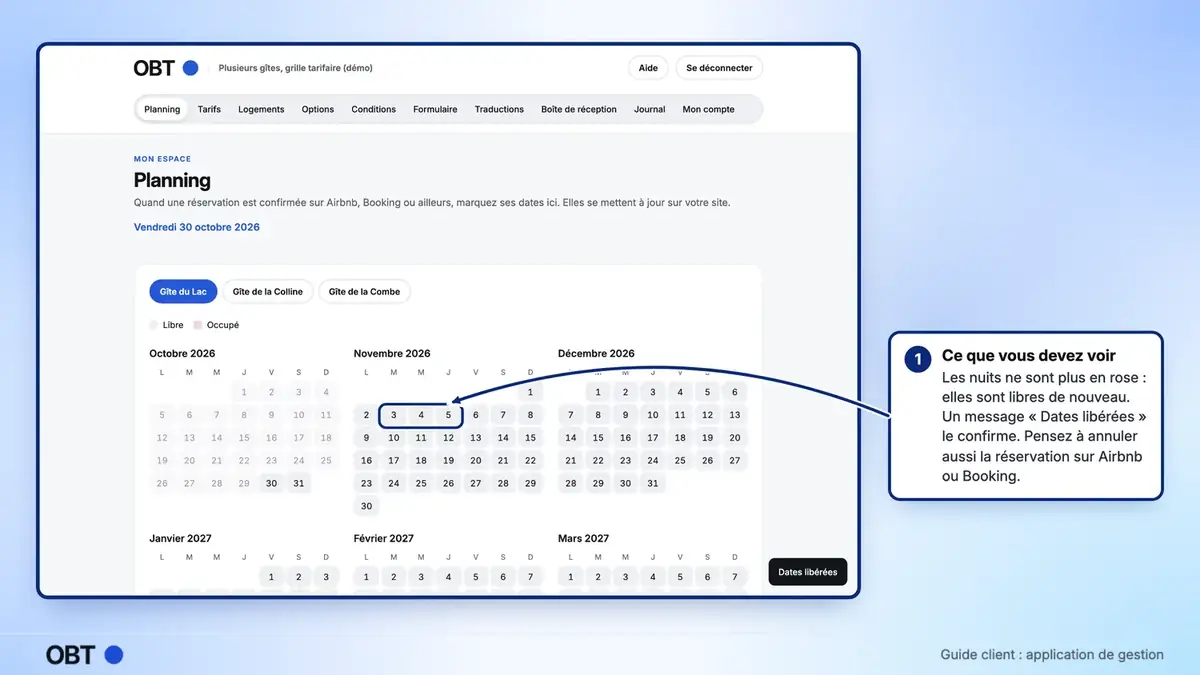 OBT
Plusieurs gîtes, grille tarifaire (démo)
Aide
Se déconnecter
Planning Tarifs Logements Options Conditions Formulaire Traductions Boîte de réception Journal Mon compte
MON ESPACE
Planning
Quand une réservation est confirmée sur Airbnb, Booking ou ailleurs, marquez ses dates ici. Elles se mettent à jour sur votre site.
Vendredi 30 octobre 2026
Gîte du Lac Gîte de la Colline Gîte de la Combe
Libre Occupé
Octobre 2026
L M M J V S D
1 2 3 4
5 6 7 8 9 10 11
12 13 14 15 16 17 18
19 20 21 22 23 24 25
26 27 28 29 30 31
Novembre 2026
L M M J V S D
1
2 3 4 5 6 7 8
9 10 11 12 13 14 15
16 17 18 19 20 21 22
23 24 25 26 27 28 29
30
Décembre 2026
L M M J V S D
1 2 3 4 5 6
7 8 9 10 11 12 13
14 15 16 17 18 19 20
21 22 23 24 25 26 27
28 29 30 31
Janvier 2027
L M M J V S D
1 2 3
Février 2027
L M M J V S D
1 2 3 4 5 6 7
Mars 2027
L M M J V S D
1 2 3 4 5 6 7
Dates libérées
1
Ce que vous devez voir
Les nuits ne sont plus en rose :
elles sont libres de nouveau.
Un message « Dates libérées »
le confirme. Pensez à annuler
aussi la réservation sur Airbnb
ou Booking.
OBT
Guide client : application de gestion